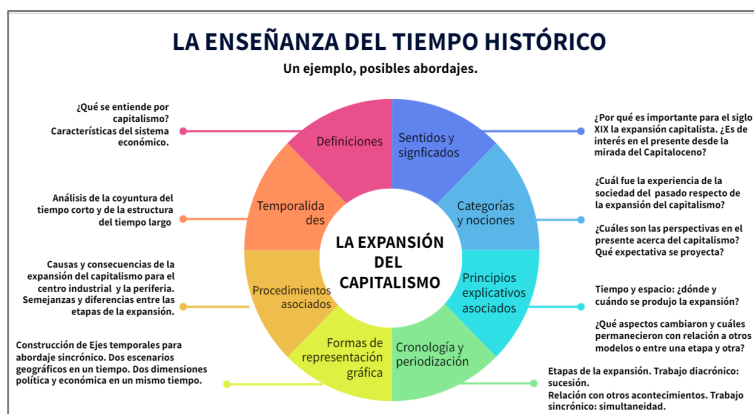 LA ENSEÑANZA DEL TIEMPO HISTÓRICO
Un ejemplo, posibles abordajes.
¿Qué se entiende por
capitalismo?
Características del sistema
económico.
Análisis de la coyuntura del
tiempo corto y de la estructura
del tiempo largo
Causas y consecuencias de la
expansión del capitalismo para el
centro industrial y la periferia.
Semejanzas y diferencias entre las
etapas de la expansión.
Construcción de Ejes temporales para
abordaje sincrónico. Dos escenarios
geográficos en un tiempo. Dos dimensiones
política y económica en un mismo tiempo.
Definiciones
Sentidos y
signficados
Temporalida
des
Categorías
y nociones
LA EXPANSIÓN
DEL
CAPITALISMO
Procedimientos
asociados
Principios
explicativos
asociados
Formas de
representación
gráfica
Cronología y
periodización
¿Por qué es importante para el siglo
XIX la expansión capitalista. ¿Es de
interés en el presente desde la
mirada del Capitaloceno?
¿Cuál fue la experiencia de la
sociedad del pasado respecto de
la expansión del capitalismo?
¿Cuáles son las perspectivas en el
presente acerca del capitalismo?
Qué expectativa se proyecta?
Tiempo y espacio: ¿dónde y
cuándo se produjo la expansión?
¿Qué aspectos cambiaron y cuáles
permanecieron con relación a otros
modelos o entre una etapa y otra?
Etapas de la expansión. Trabajo diacrónico:
sucesión.
Relación con otros acontecimientos. Trabajo
sincrónico: simultaneidad.